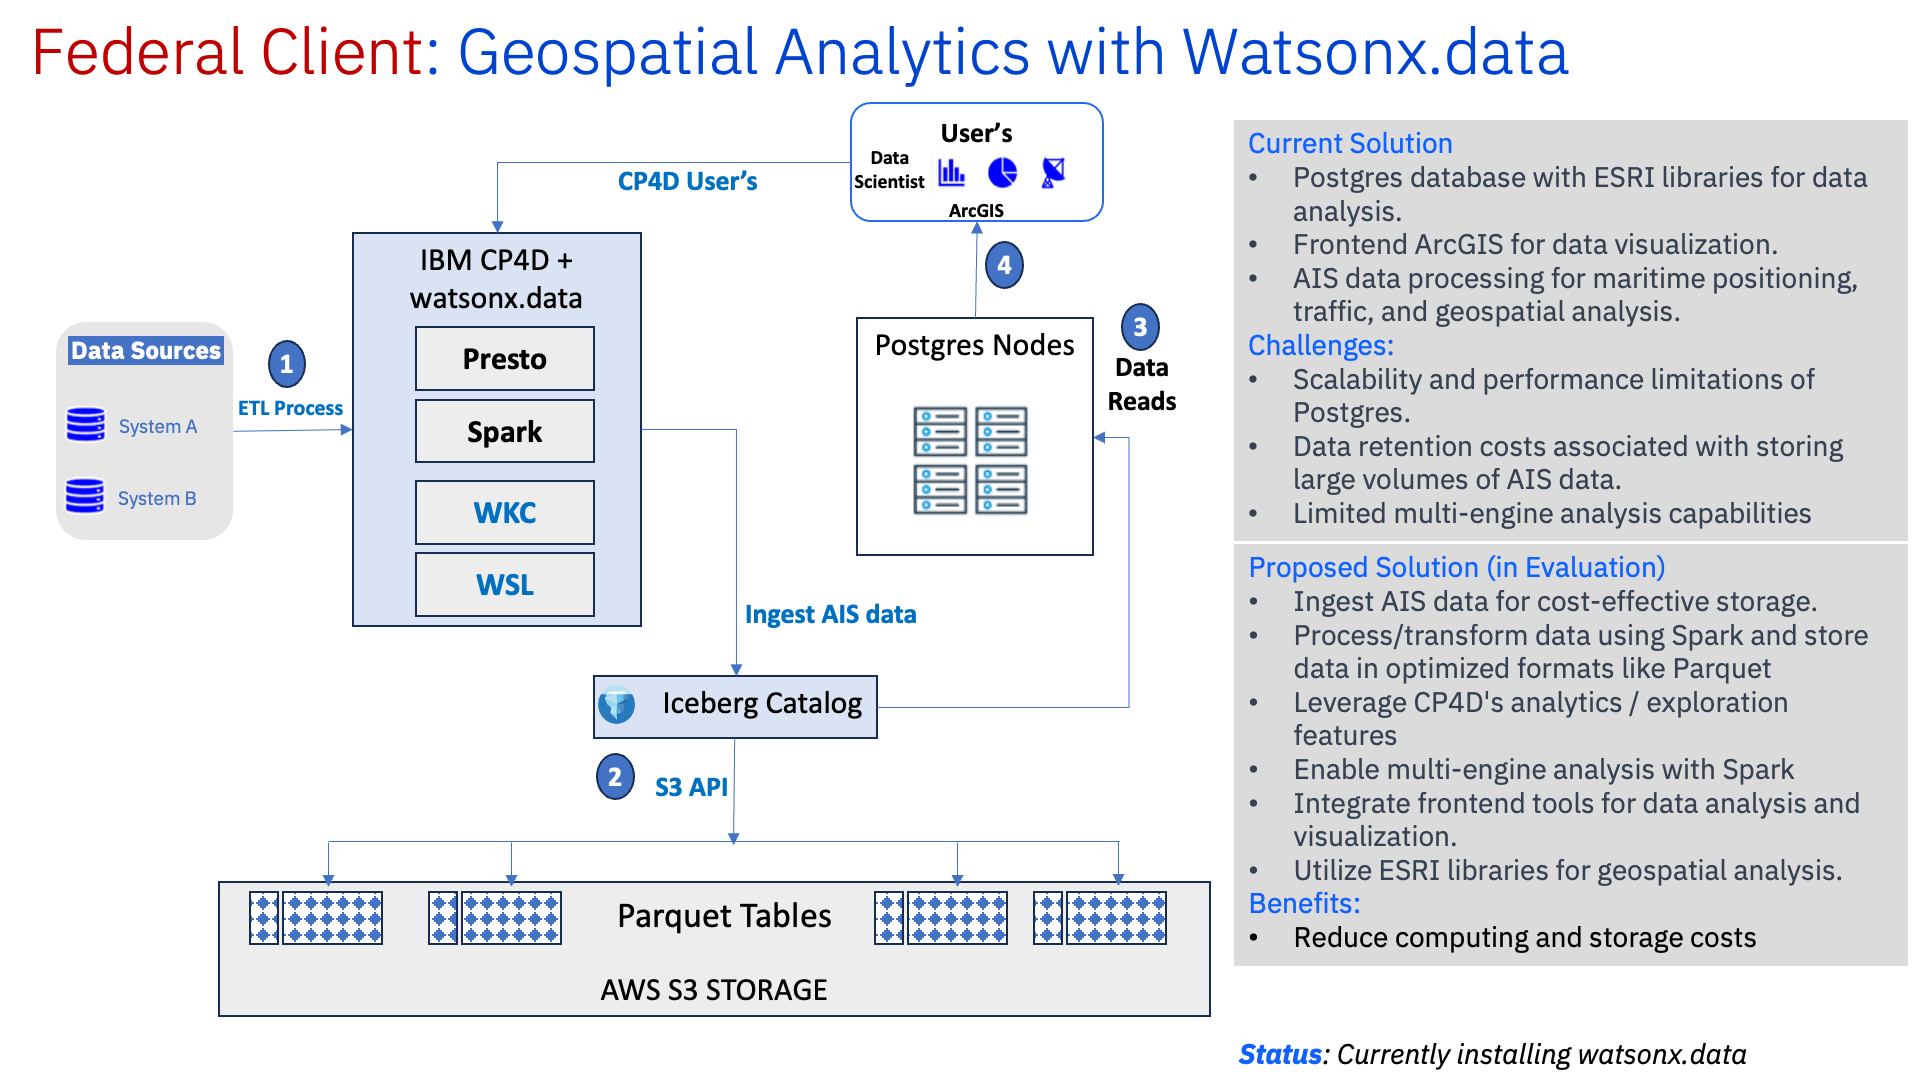 Federal Client: Geospatial Analytics with Watsonx.data
User's
Data
Scientist
ArcGIS
CP4D User's
4
IBM CP4D +
watsonx.data
Presto
Spark
WKC
WSL
Data Sources
System A
System B
1
ETL Process
Postgres Nodes
3
Data
Reads
Ingest AIS data
Iceberg Catalog
2
S3 API
Parquet Tables
AWS S3 STORAGE
Current Solution
• Postgres database with ESRI libraries for data
analysis.
• Frontend ArcGIS for data visualization.
• AIS data processing for maritime positioning,
traffic, and geospatial analysis.
Challenges:
• Scalability and performance limitations of
Postgres.
• Data retention costs associated with storing
large volumes of AIS data.
• Limited multi-engine analysis capabilities
Proposed Solution (in Evaluation)
• Ingest AIS data for cost-effective storage.
• Process/transform data using Spark and store
data in optimized formats like Parquet
• Leverage CP4D's analytics / exploration
features
• Enable multi-engine analysis with Spark
• Integrate frontend tools for data analysis and
visualization.
• Utilize ESRI libraries for geospatial analysis.
Benefits:
• Reduce computing and storage costs
Status: Currently installing watsonx.data